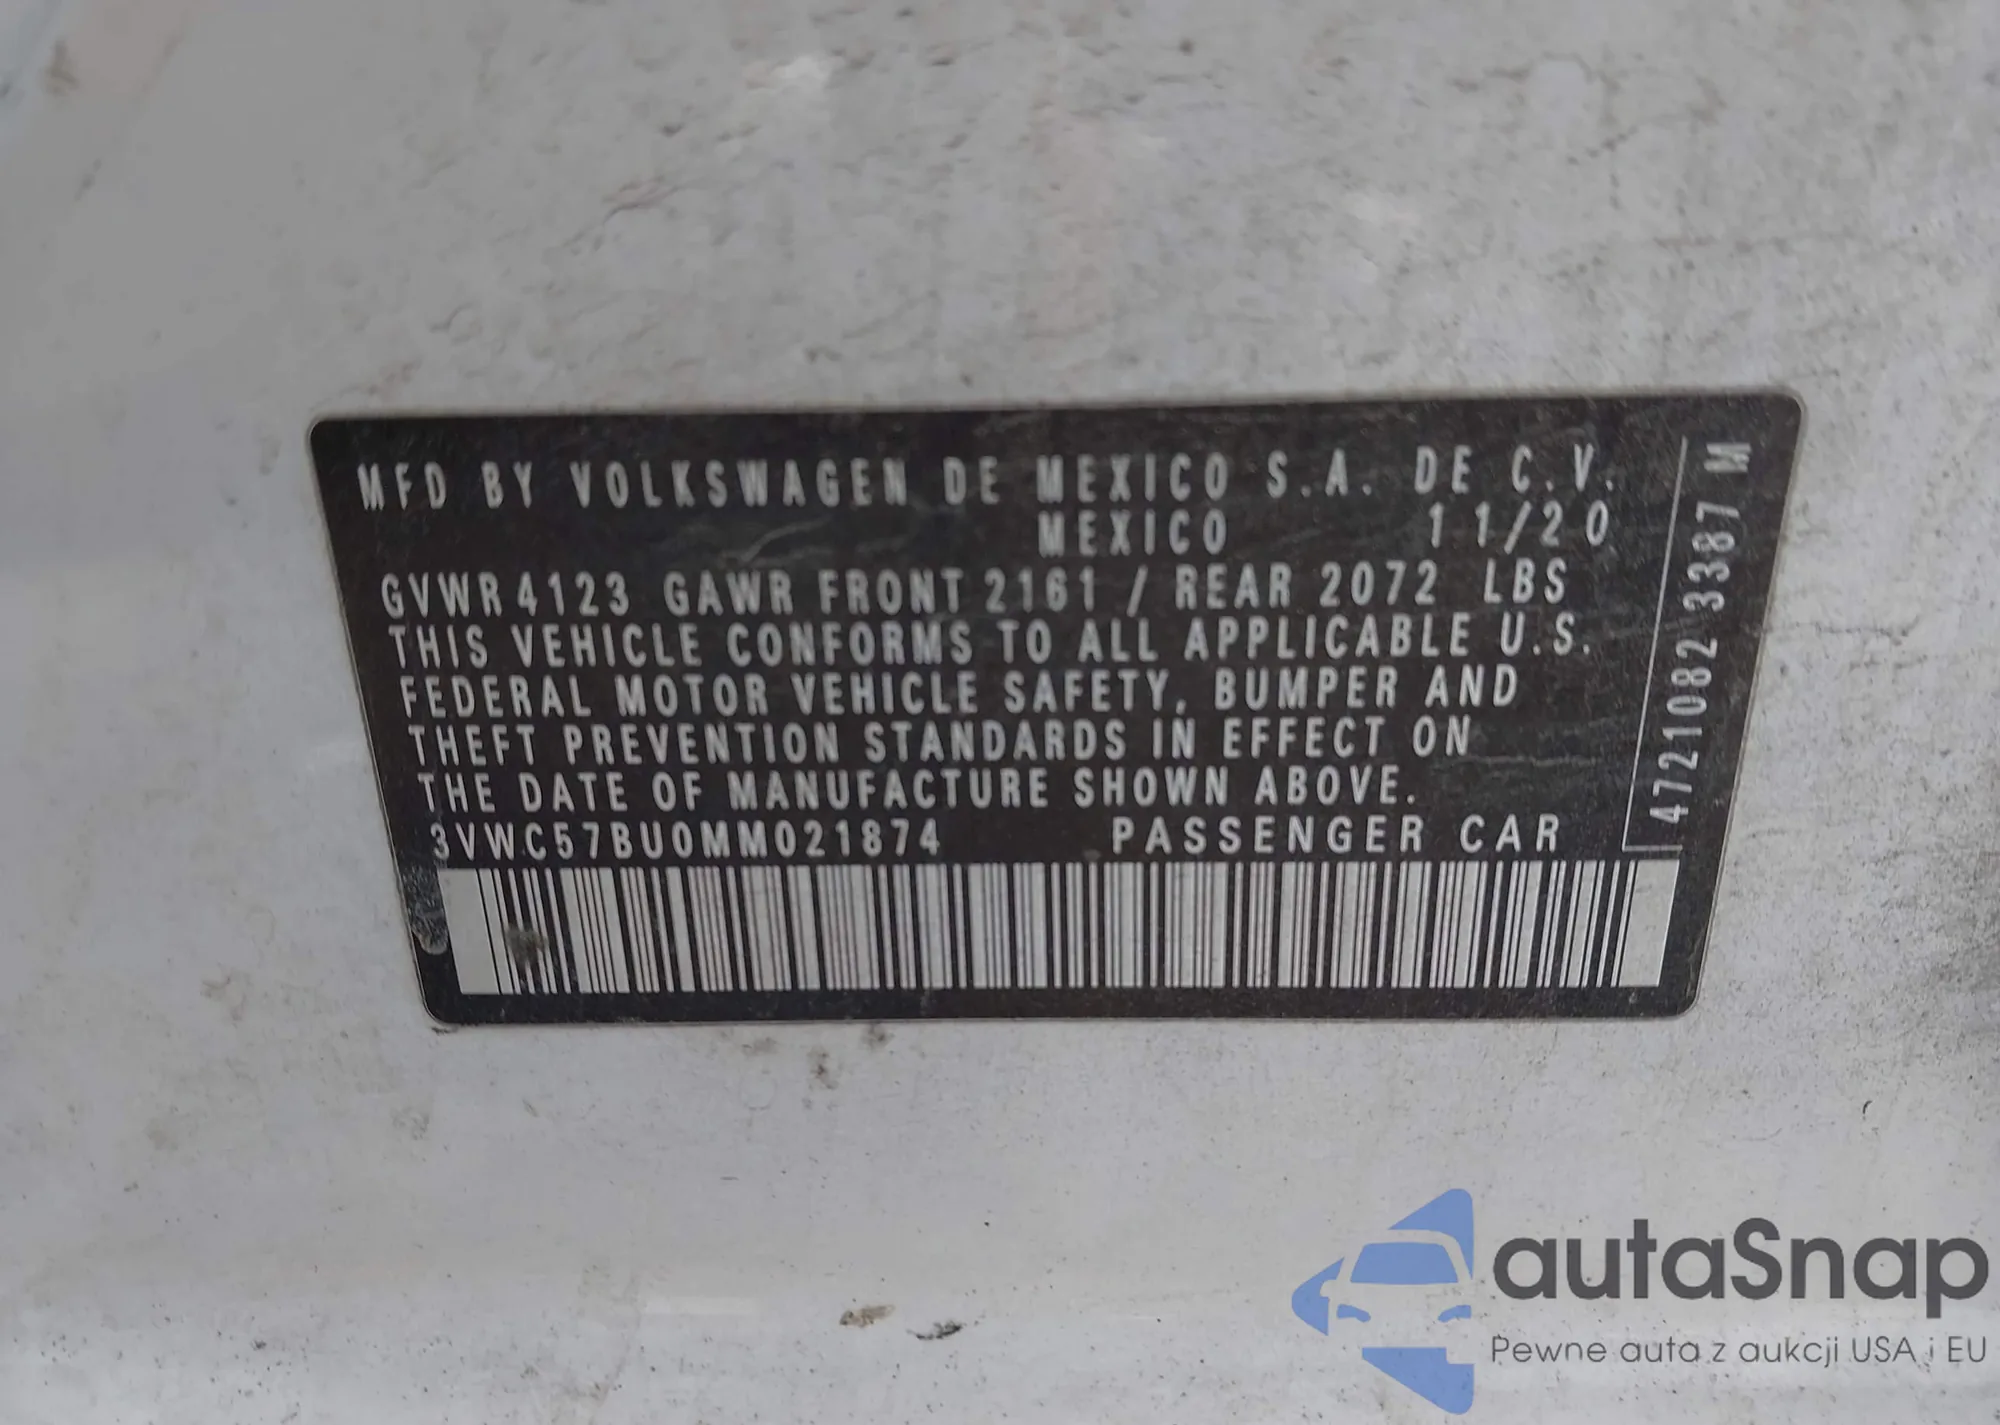 MFD BY VOLKSWAGEN DE MEXICO S.A. DE C.V.
MEXICO 11/20
GVWR 4123 GAWR FRONT 2161 / REAR 2072 LBS
THIS VEHICLE CONFORMS TO ALL APPLICABLE U.S.
FEDERAL MOTOR VEHICLE SAFETY, BUMPER AND
THEFT PREVENTION STANDARDS IN EFFECT ON
THE DATE OF MANUFACTURE SHOWN ABOVE.
3VWC57BU0MM021874 PASSENGER CAR
47210823387 M
autaSnap
Pewne auta z aukcji USA i EU